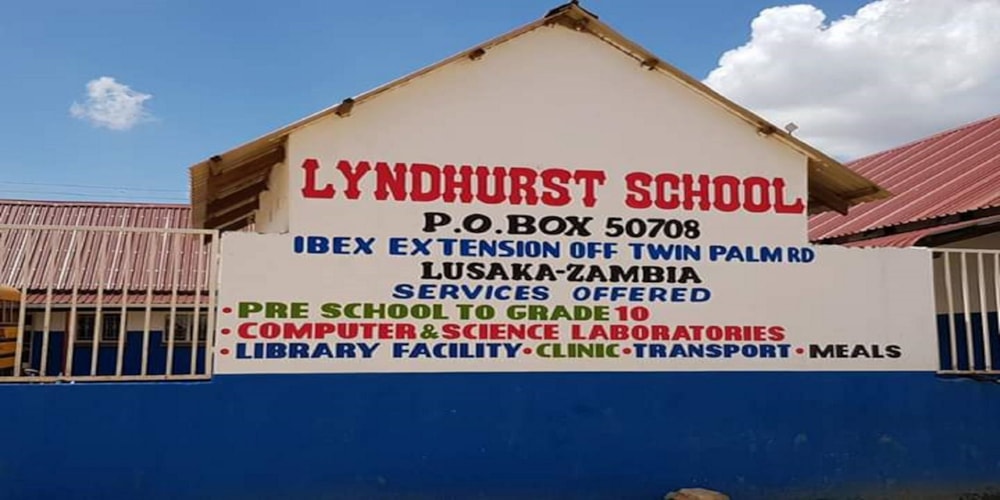 LYNDHURST SCHOOL
P.O.BOX 50708
IBEX EXTENSION OFF TWIN PALM RD
LUSAKA-ZAMBIA
SERVICES OFFERED
•PRE SCHOOL TO GRADE 10
•COMPUTER & SCIENCE LABORATORIES
•LIBRARY FACILITY•CLINIC•TRANSPORT•MEALS